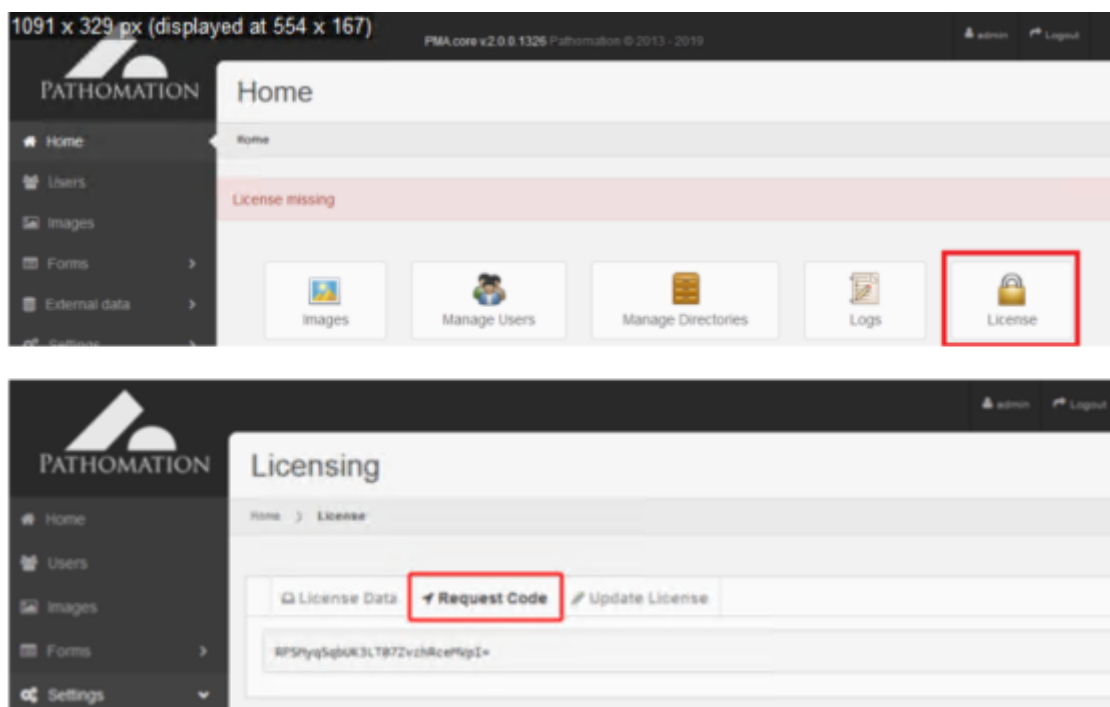 1091 x 329 px (displayed at 554 x 167)
PMA.core v2.0.0.1326 Pathomation © 2013 - 2019
admin Logout
PATHOMATION
Home
Home
Home
Users
License missing
Images
Forms
External data
Images Manage Users Manage Directories Logs License
Settings
admin Logout
PATHOMATION
Licensing
Home
Home > License
Users
License Data Request Code Update License
Images
Forms
Settings